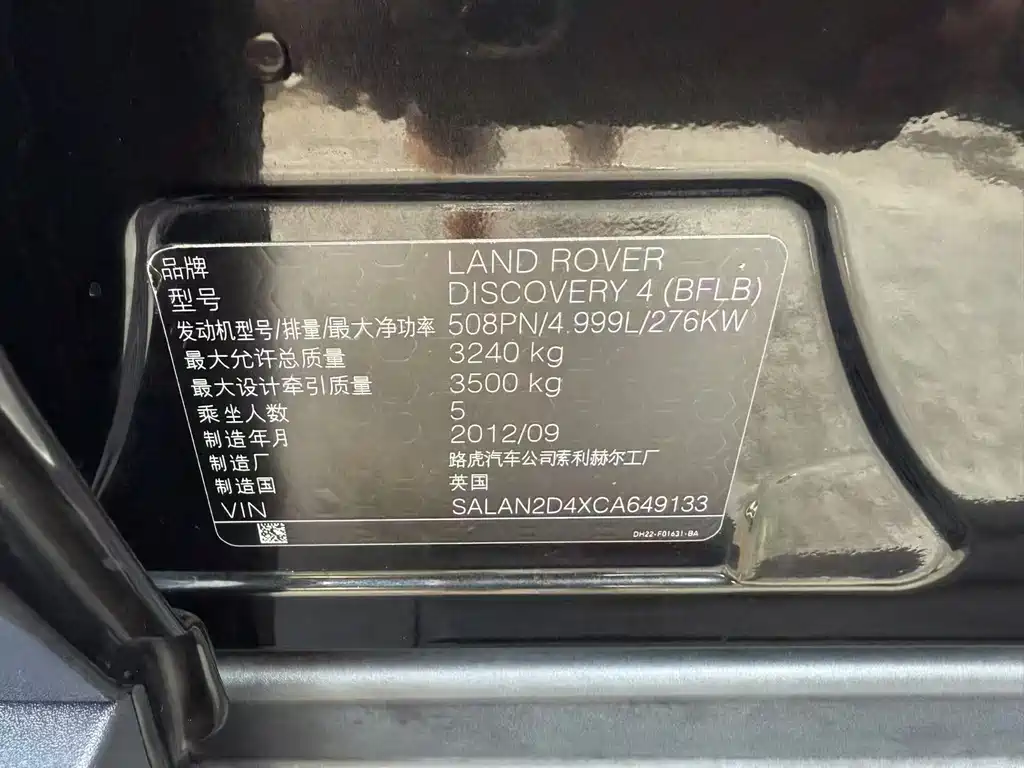 品牌 LAND ROVER
型号 DISCOVERY 4 (BFLB)
发动机型号/排量/最大净功率 508PN/4.999L/276KW
最大允许总质量 3240 kg
最大设计牵引质量 3500 kg
乘坐人数 5
制造年月 2012/09
制造厂 路虎汽车公司索利赫尔工厂
制造国 英国
VIN SALAN2D4XCA649133
DH22-F01631-BA